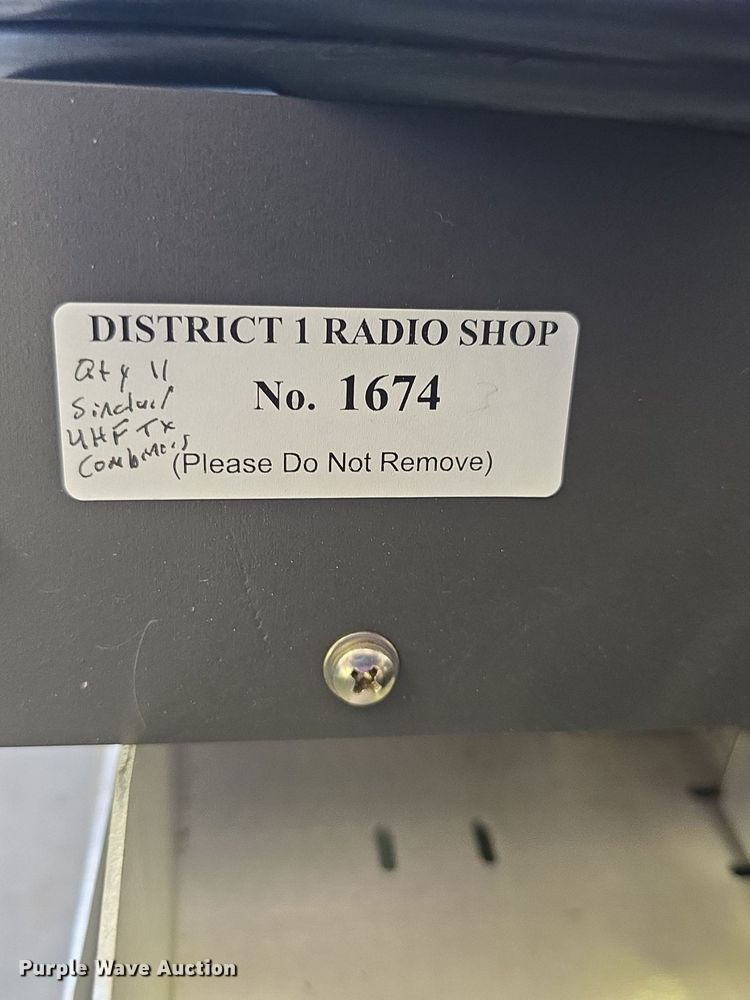 DISTRICT 1 RADIO SHOP
Qty 11
Sinclair
UHF TX
Combiners
No. 1674
(Please Do Not Remove)
Purple Wave Auction